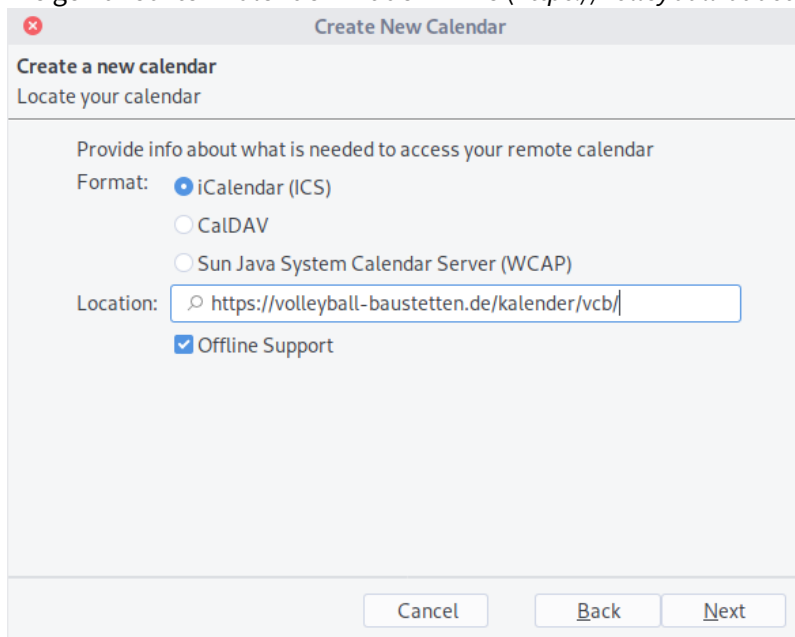 Create New Calendar
Create a new calendar
Locate your calendar
Provide info about what is needed to access your remote calendar
Format: iCalendar (ICS)
CalDAV
Sun Java System Calendar Server (WCAP)
Location: https://volleyball-baustetten.de/kalender/vcb/
Offline Support
Cancel Back Next